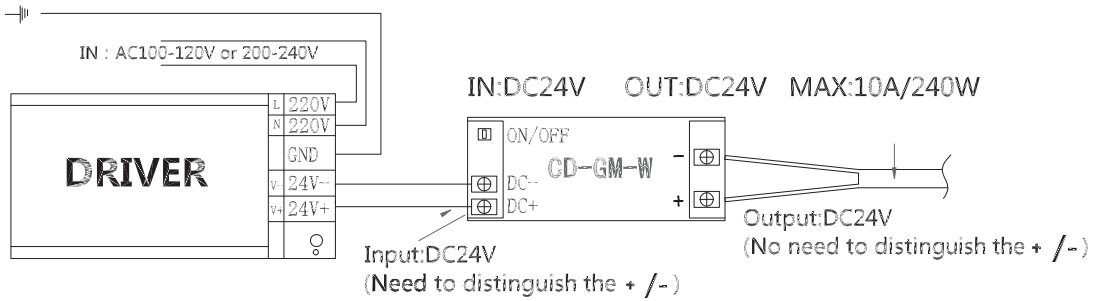 IN : AC100-120V or 200-240V
IN:DC24V OUT:DC24V MAX:10A/240W
DRIVER
L 220V
N 220V
GND
V- 24V-
V+ 24V+
ON/OFF
CD-GM-W
DC-
DC+
-
+
Input:DC24V
(Need to distinguish the + /-)
Output:DC24V
(No need to distinguish the + /-)